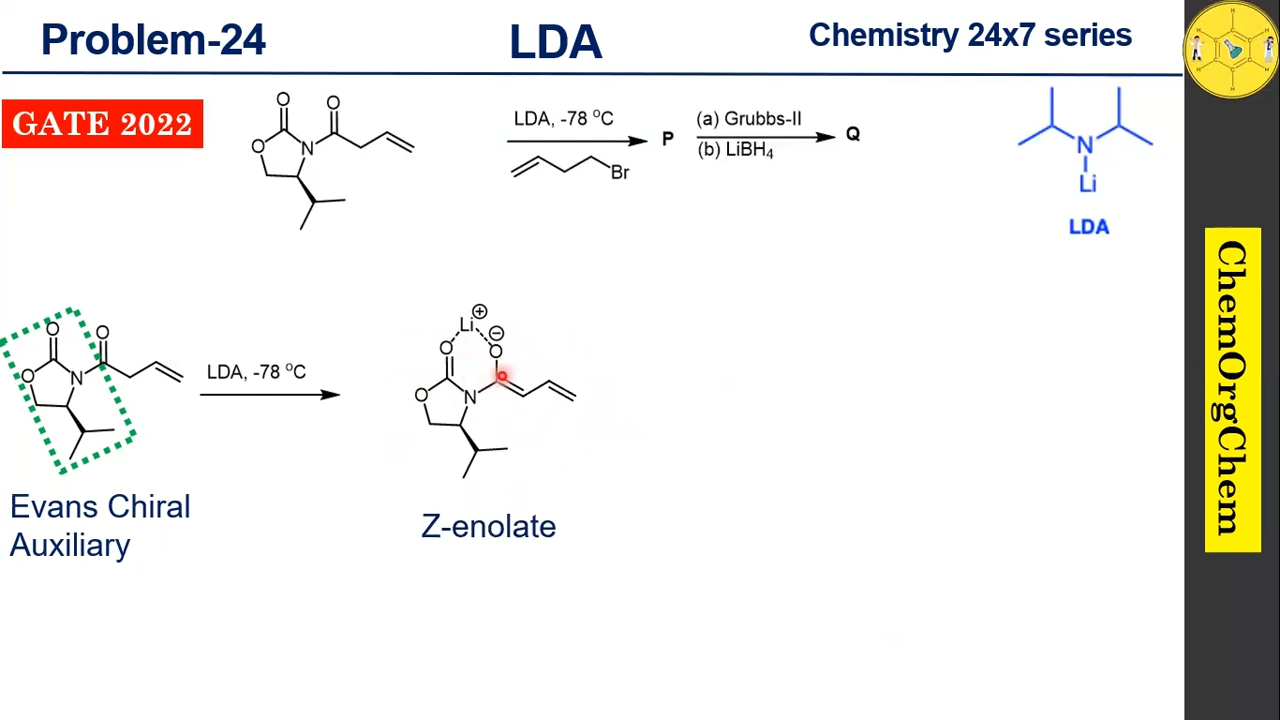 Problem-24
LDA
Chemistry 24x7 series
GATE 2022
O
O
O
N
LDA, -78 °C
Br
P
(a) Grubbs-II
(b) LiBH4
Q
N
Li
LDA
O
O
O
N
LDA, -78 °C
Li
O
O
O
N
Evans Chiral
Auxiliary
Z-enolate
ChemOrgChem